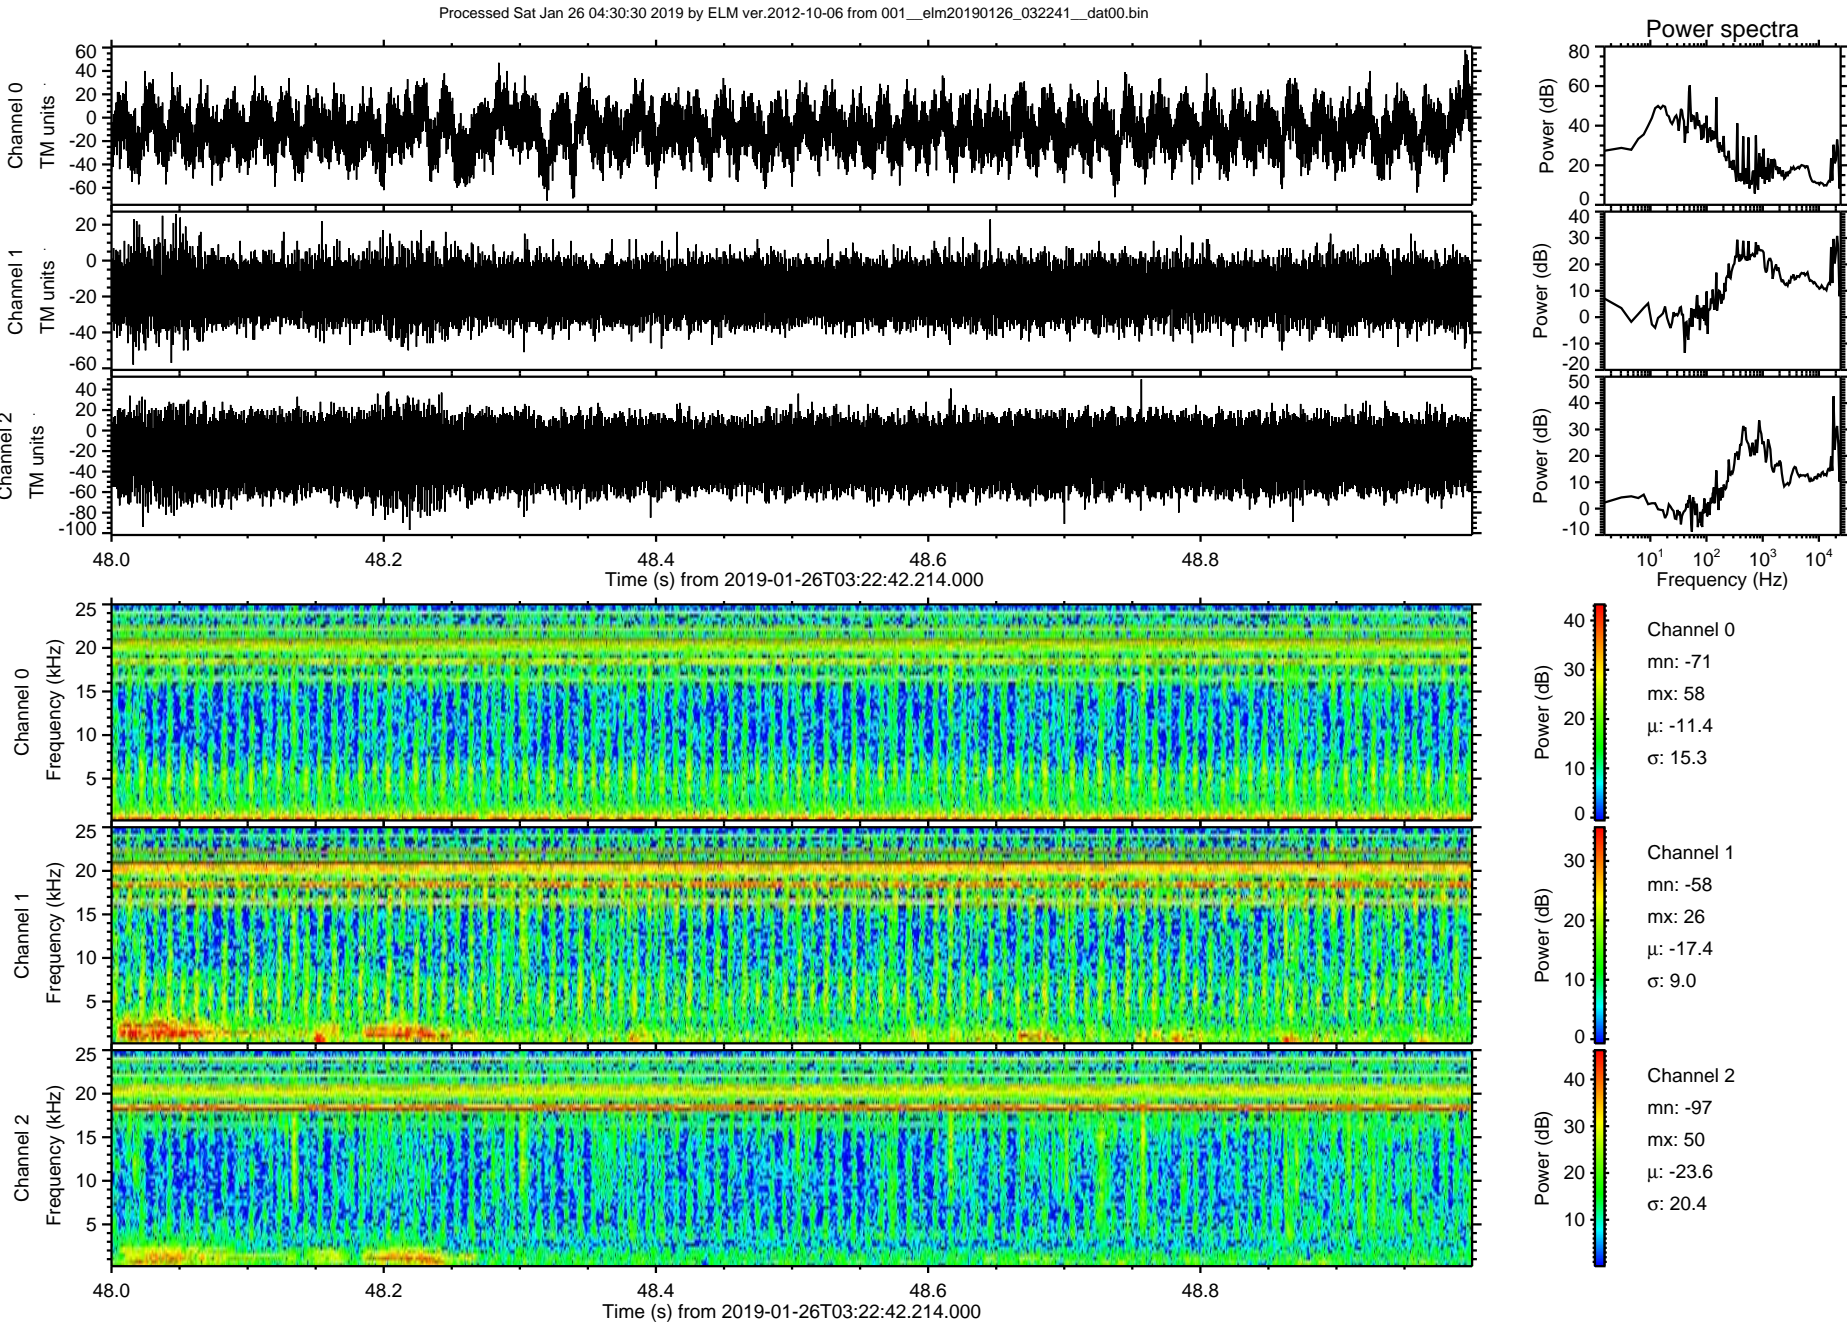 Processed Sat Jan 26 04:30:30 2019 by ELM ver.2012-10-06 from 001__elm20190126_032241__dat00.bin
Power spectra
Channel 0
TM units
60
40
20
0
-20
-40
-60
Power (dB)
80
60
40
20
0
Channel 1
TM units
20
0
-20
-40
-60
Power (dB)
40
30
20
10
0
-10
-20
Channel 2
TM units
40
20
0
-20
-40
-60
-80
-100
Power (dB)
50
40
30
20
10
0
-10
48.0 48.2 48.4 48.6 48.8
Time (s) from 2019-01-26T03:22:42.214.000
10¹ 10² 10³ 10⁴
Frequency (Hz)
Channel 0
Frequency (kHz)
25
20
15
10
5
Power (dB)
40
30
20
10
0
Channel 0
mn: -71
mx: 58
µ: -11.4
σ: 15.3
Channel 1
Frequency (kHz)
25
20
15
10
5
Power (dB)
30
20
10
0
Channel 1
mn: -58
mx: 26
µ: -17.4
σ: 9.0
Channel 2
Frequency (kHz)
25
20
15
10
5
Power (dB)
40
30
20
10
Channel 2
mn: -97
mx: 50
µ: -23.6
σ: 20.4
48.0 48.2 48.4 48.6 48.8
Time (s) from 2019-01-26T03:22:42.214.000